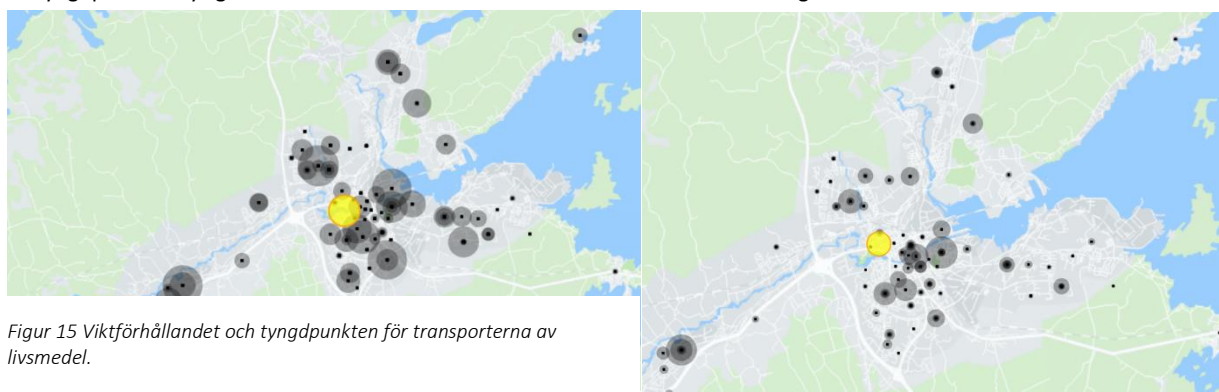 Figur 15 Viktförhållandet och tyngdpunkten för transporterna av
livsmedel.